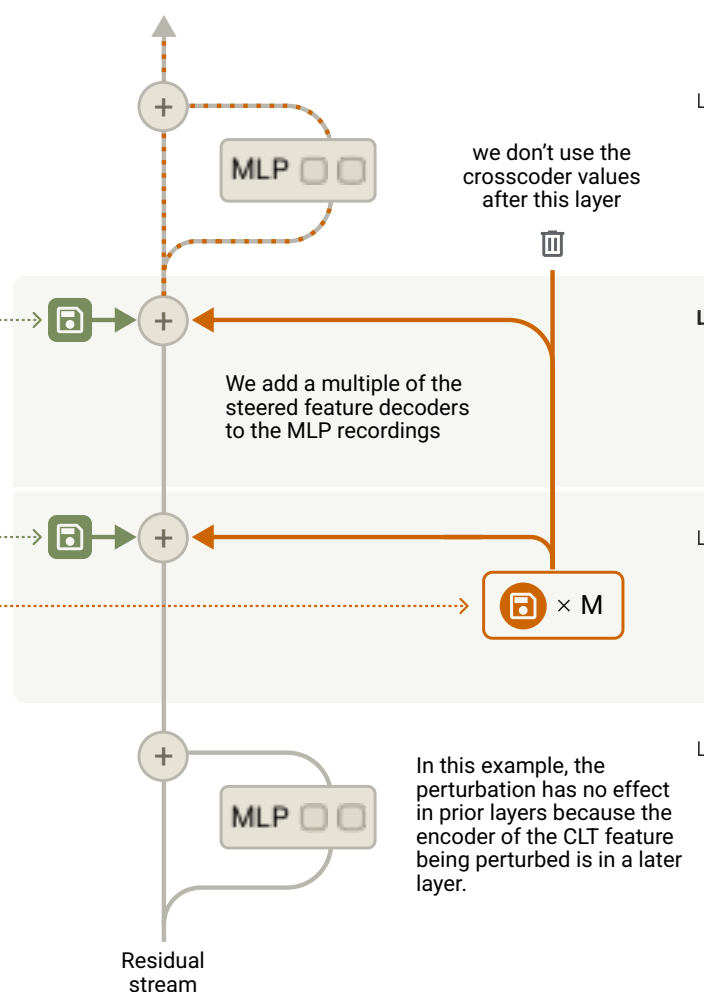 +
MLP
we don’t use the
crosscoder values
after this layer
L
+
L
We add a multiple of the
steered feature decoders
to the MLP recordings
+
L
× M
+
L
In this example, the
perturbation has no effect
in prior layers because the
encoder of the CLT feature
being perturbed is in a later
layer.
MLP
Residual
stream